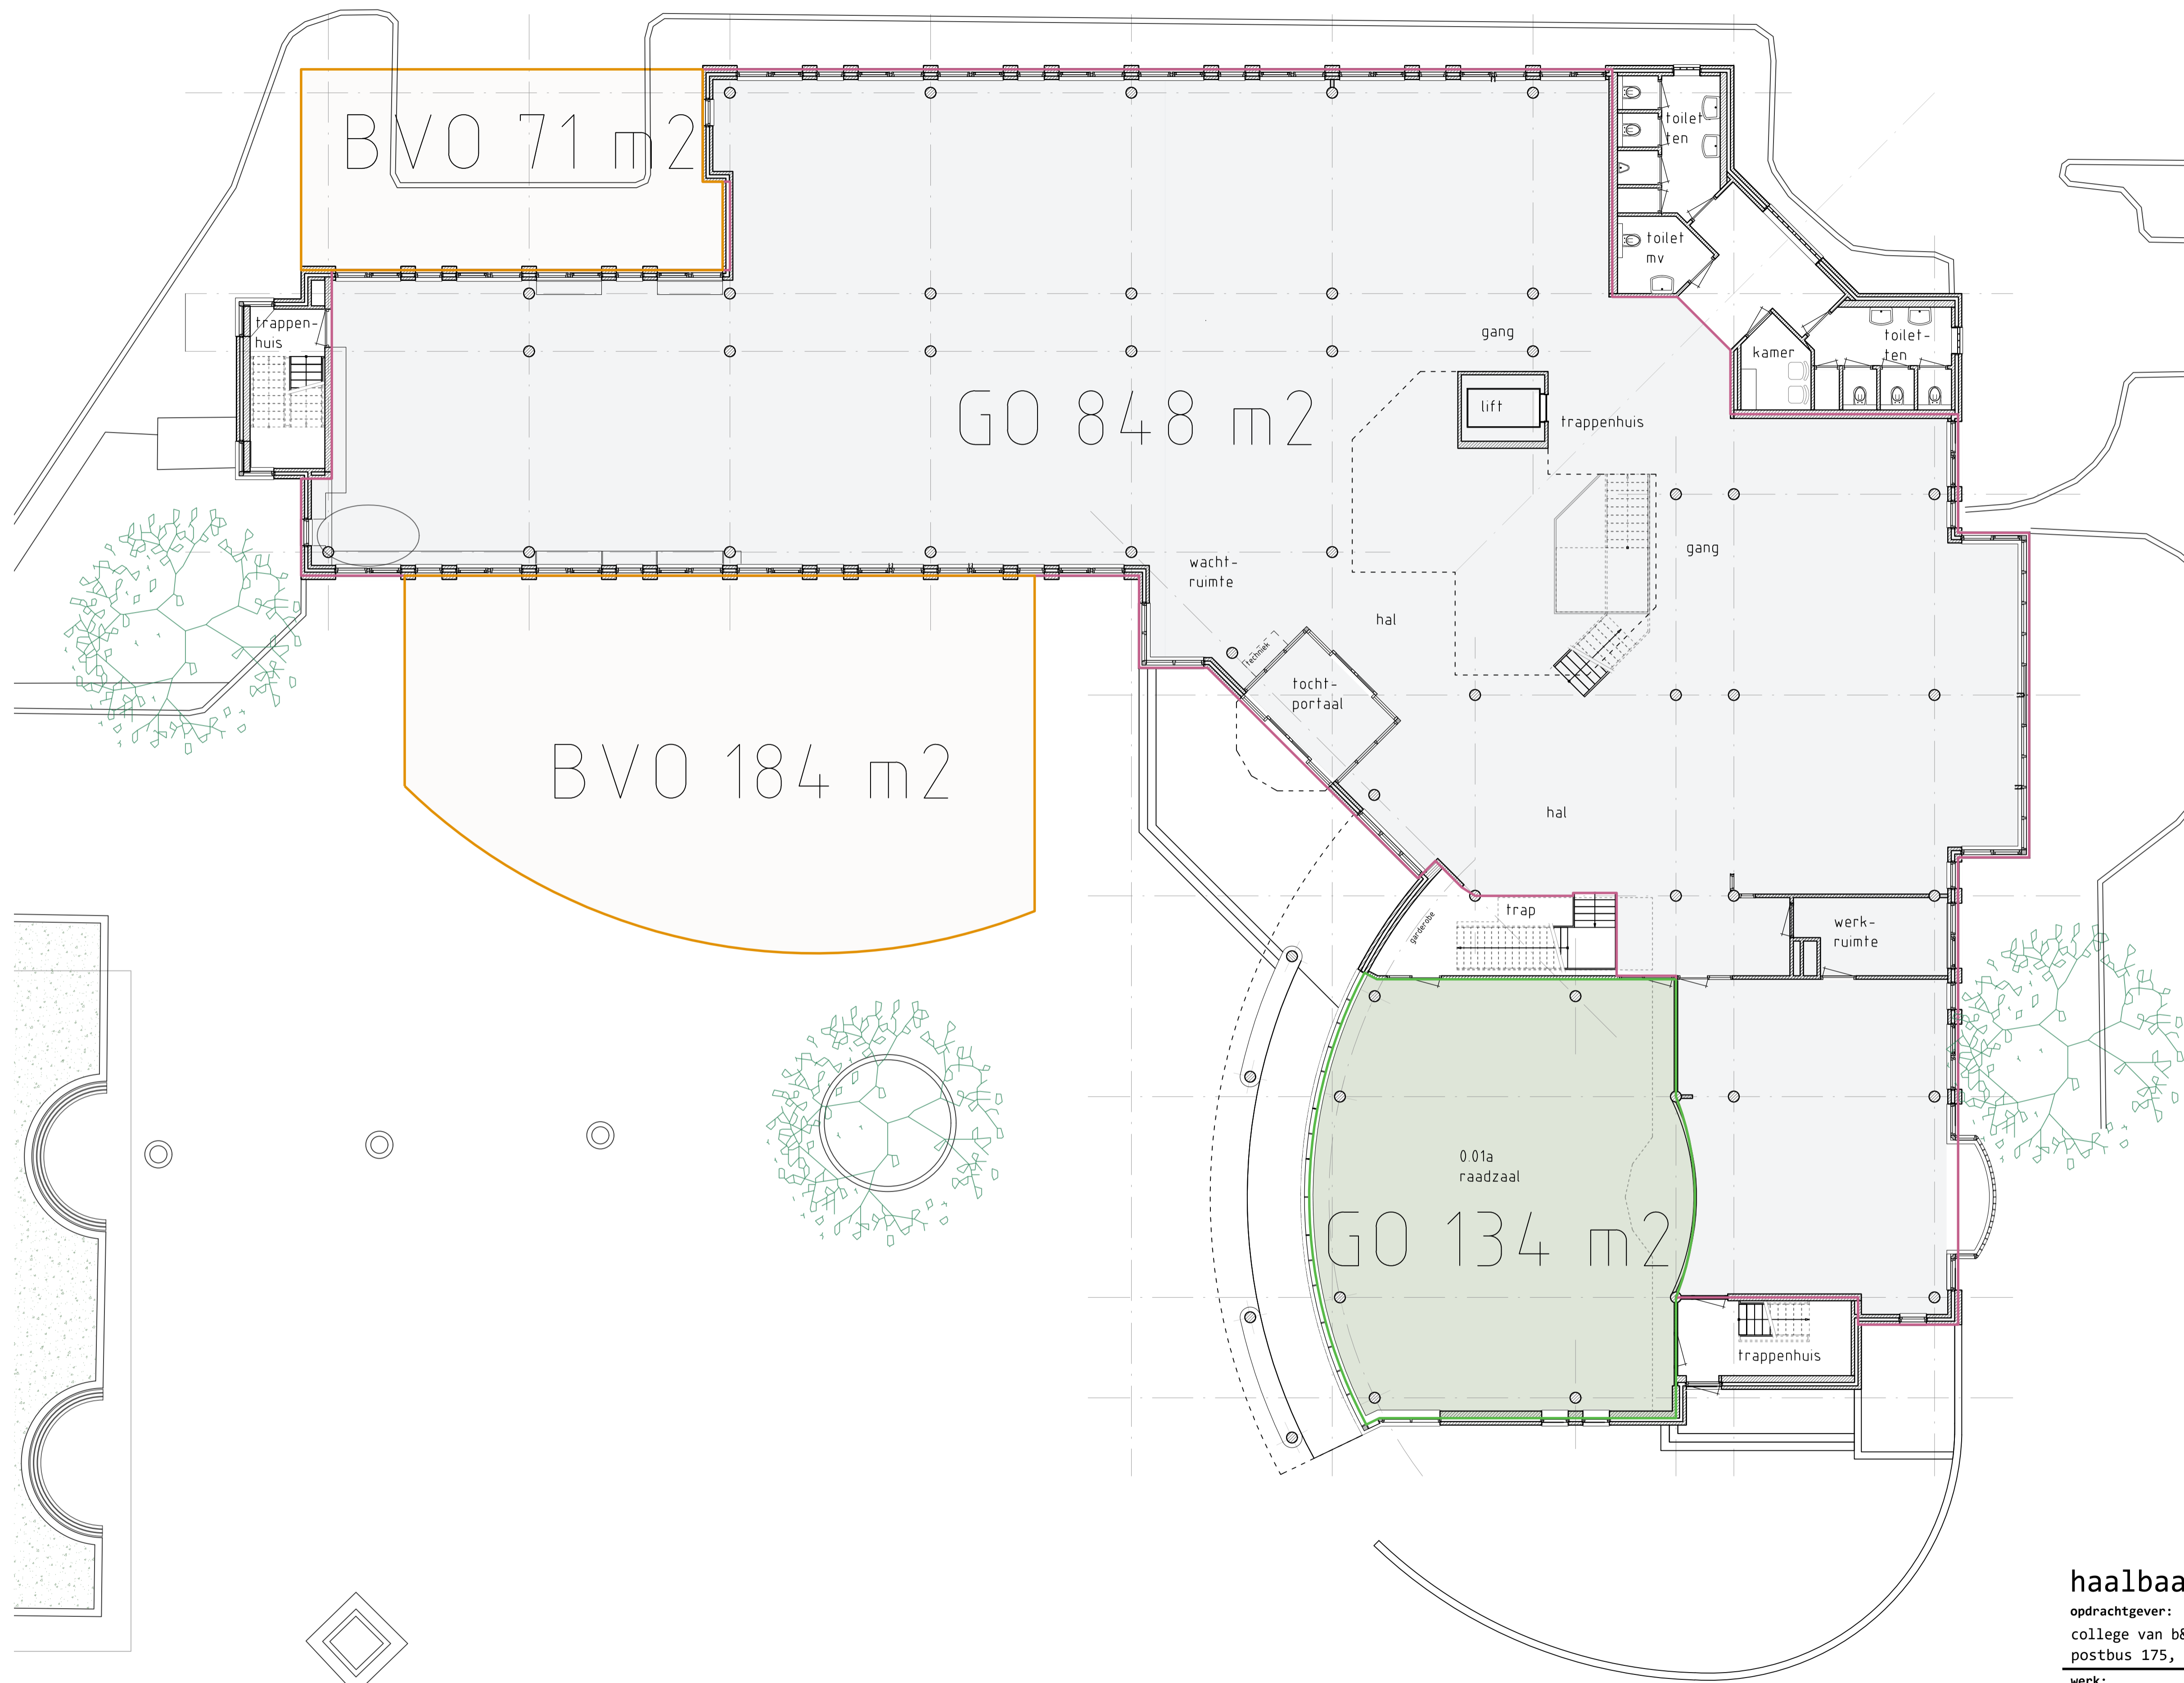 BVO 71 m2
toilet
ten
toilet
mv
trappen-
huis
gang
kamer
toilet-
ten
lift
GO 848 m2
trappenhuis
gang
wacht-
ruimte
hal
techniek
tocht-
portaal
BVO 184 m2
hal
garderobe
trap
werk-
ruimte
0.01a
raadzaal
GO 134 m2
trappenhuis
haalbaa
opdrachtgever:
college van b&
postbus 175,
werk: